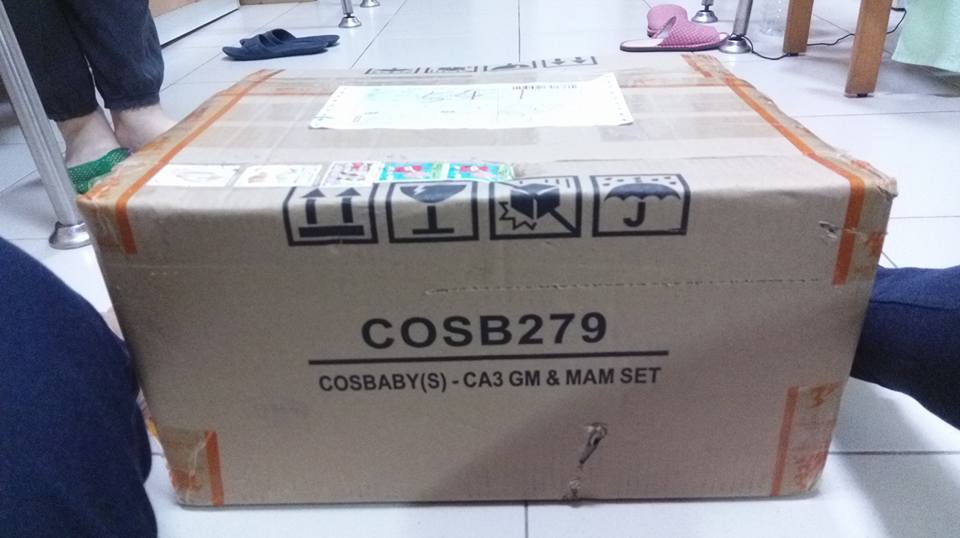 COSB279
COSBABY(S) - CA3 GM & MAM SET